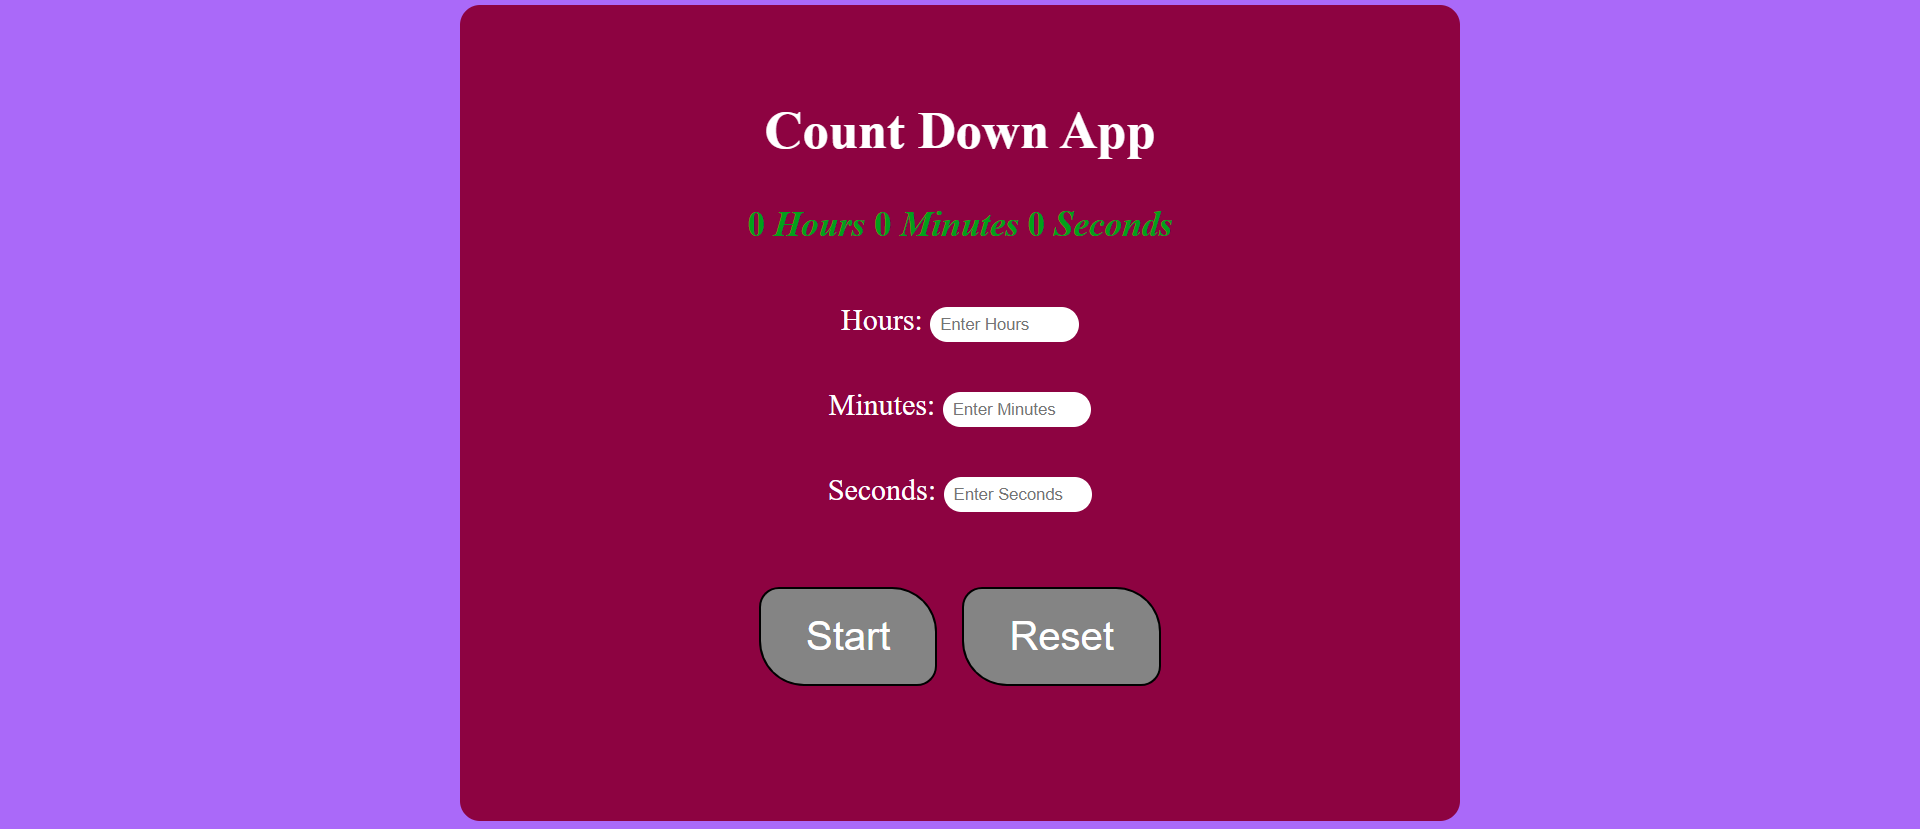 Count Down App
0 Hours 0 Minutes 0 Seconds
Hours: Enter Hours
Minutes: Enter Minutes
Seconds: Enter Seconds
Start Reset